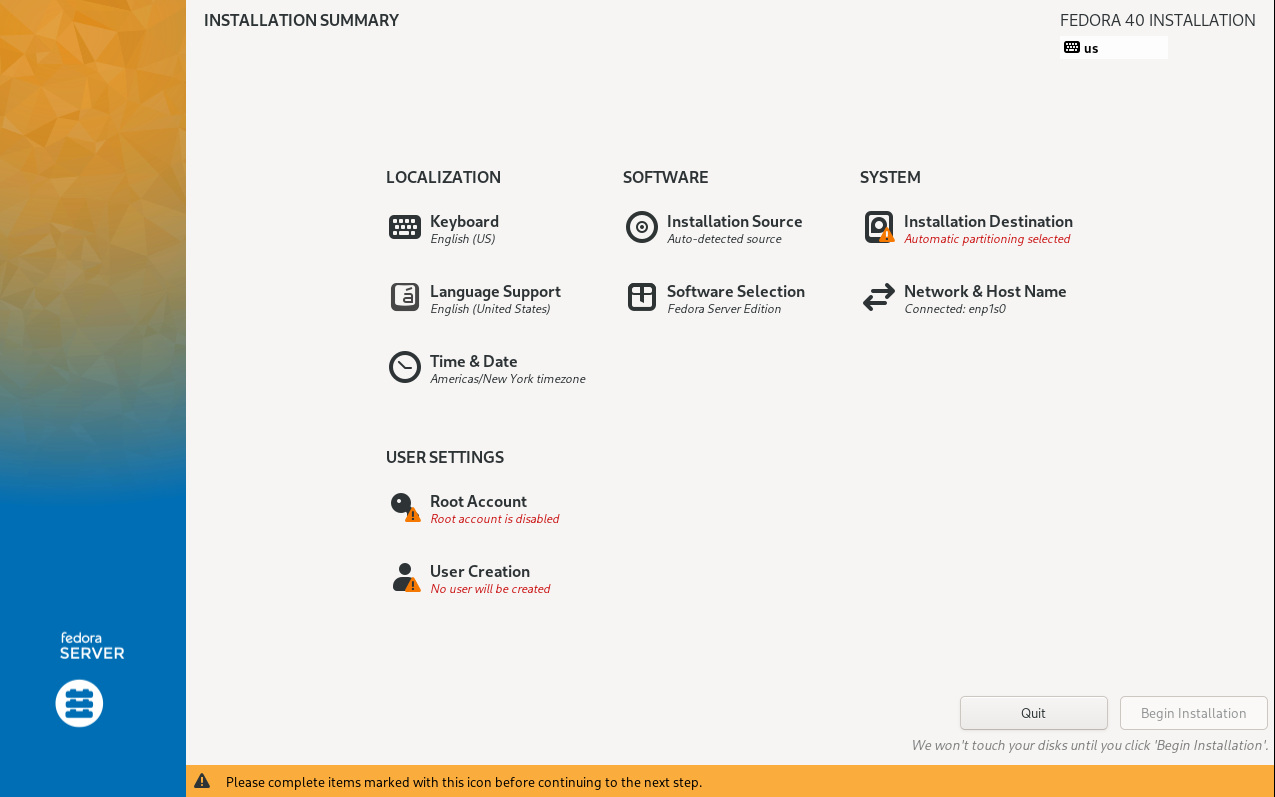 INSTALLATION SUMMARY
FEDORA 40 INSTALLATION
us
LOCALIZATION
Keyboard
English (US)
Language Support
English (United States)
Time & Date
Americas/New York timezone
SOFTWARE
Installation Source
Auto-detected source
Software Selection
Fedora Server Edition
SYSTEM
Installation Destination
Automatic partitioning selected
Network & Host Name
Connected: enp1s0
USER SETTINGS
Root Account
Root account is disabled
User Creation
No user will be created
fedora
SERVER
Quit
Begin Installation
We won't touch your disks until you click 'Begin Installation'.
Please complete items marked with this icon before continuing to the next step.